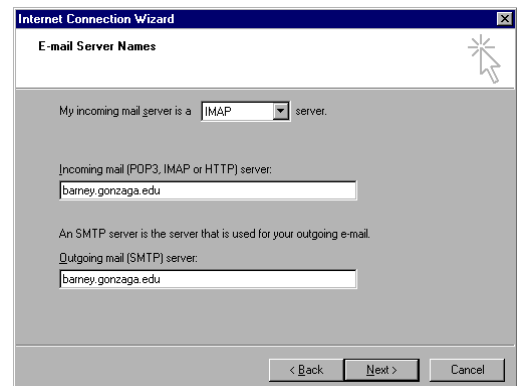 Internet Connection Wizard
E-mail Server Names
My incoming mail server is a IMAP server.
Incoming mail (POP3, IMAP or HTTP) server:
barney.gonzaga.edu
An SMTP server is the server that is used for your outgoing e-mail.
Outgoing mail (SMTP) server:
barney.gonzaga.edu
< Back Next > Cancel